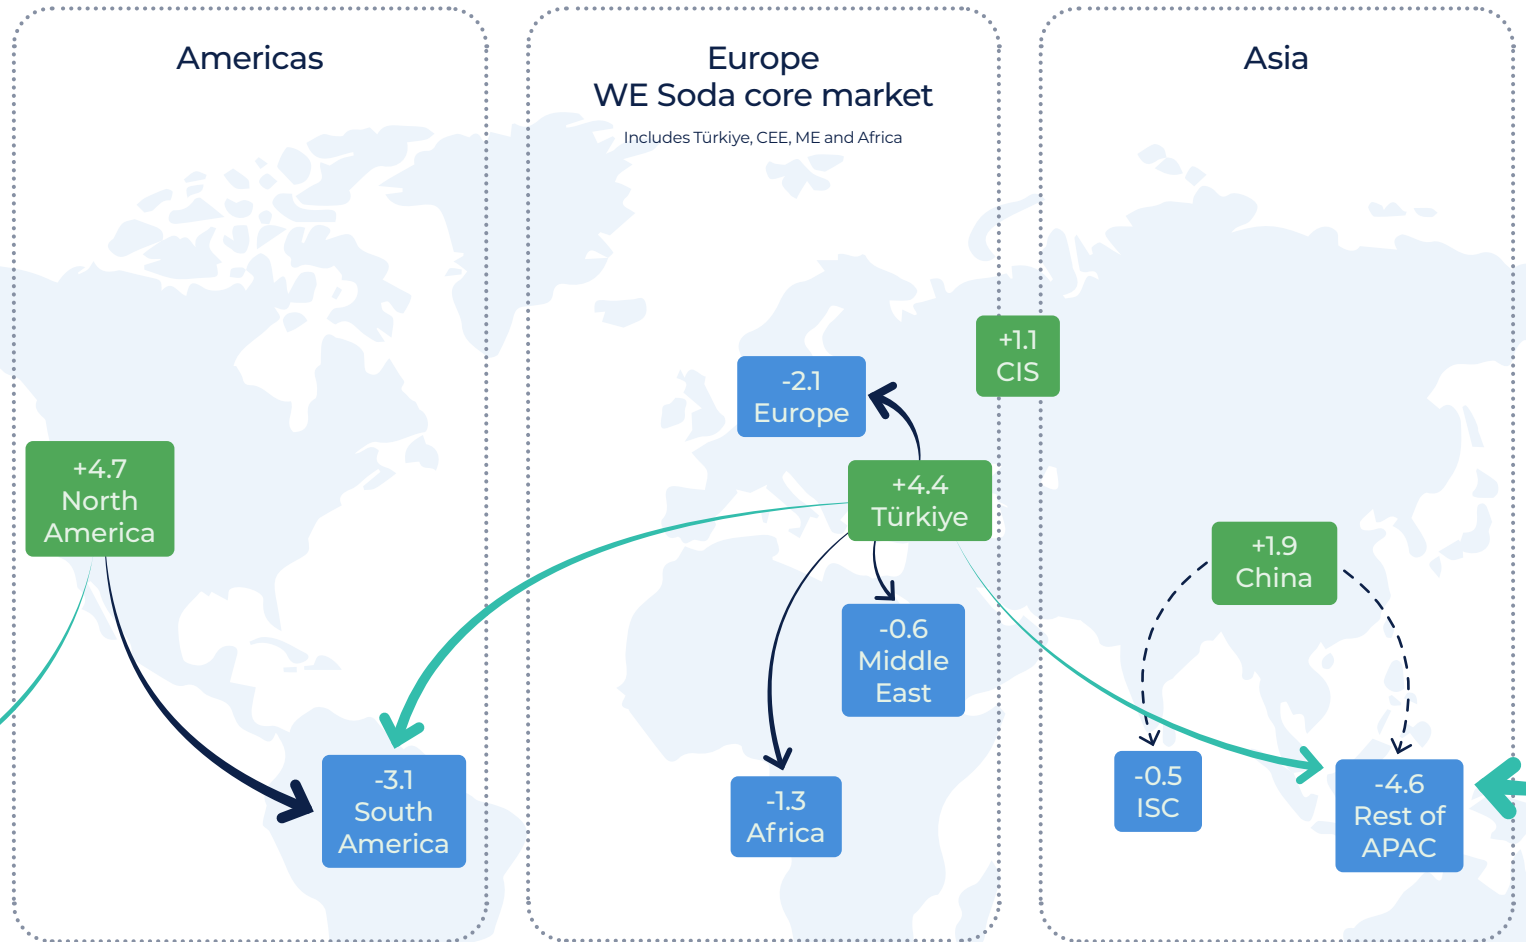 Americas
Europe
WE Soda core market
Includes Türkiye, CEE, ME and Africa
Asia
+1.1
CIS
-2.1
Europe
+4.7
North
America
+4.4
Türkiye
+1.9
China
-0.6
Middle
East
-3.1
South
America
-1.3
Africa
-0.5
ISC
-4.6
Rest of
APAC